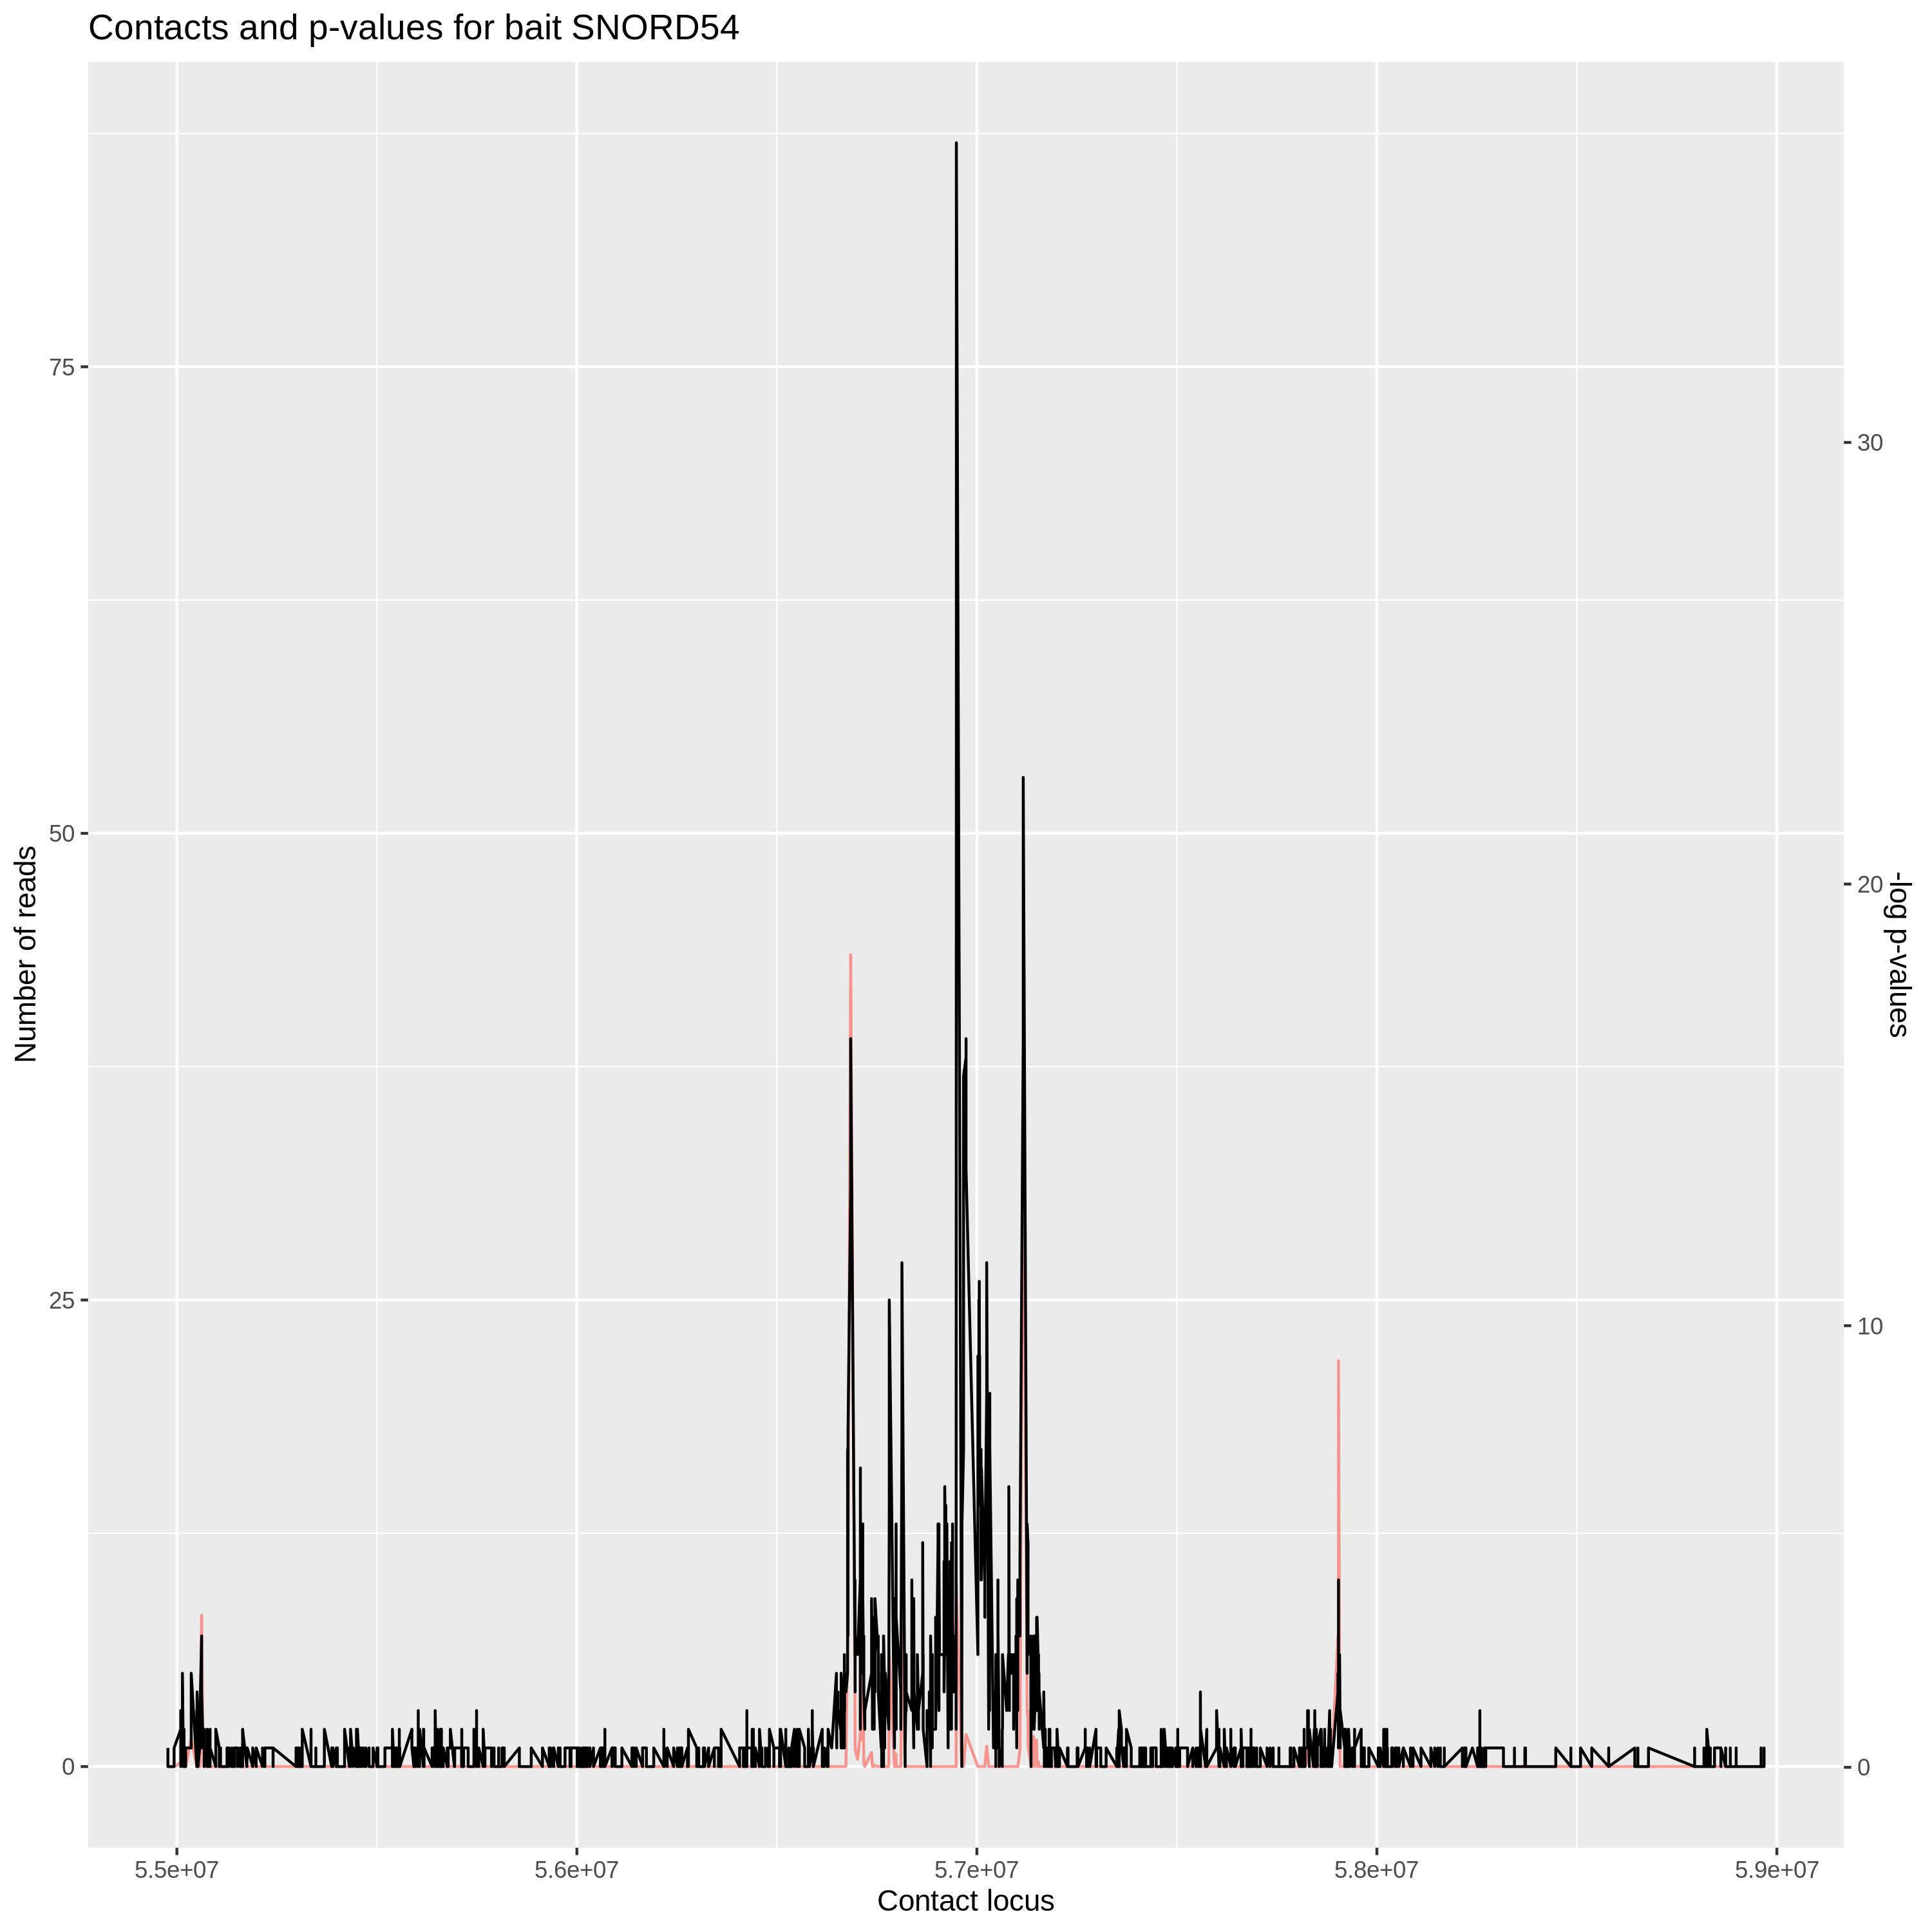 Contacts and p-values for bait SNORD54
75
50
25
0
Number of reads
30
20
10
0
-log p-values
5.5e+07 5.6e+07 5.7e+07 5.8e+07 5.9e+07
Contact locus